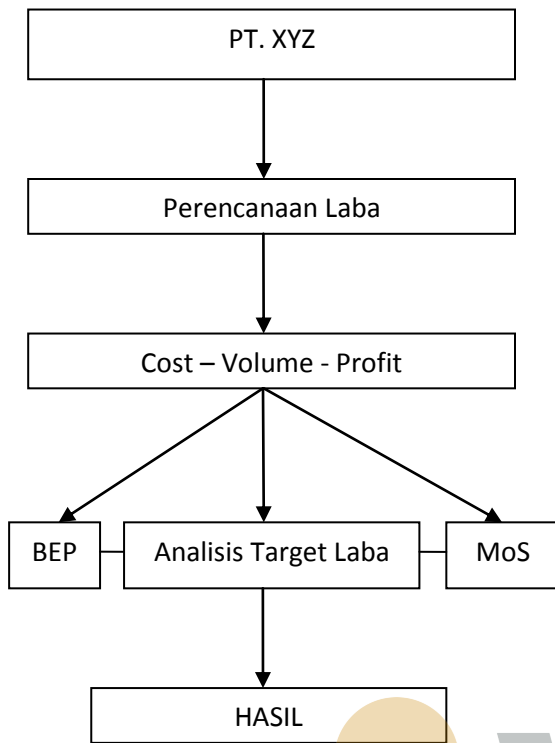 PT. XYZ
Perencanaan Laba
Cost – Volume - Profit
BEP
Analisis Target Laba
MoS
HASIL